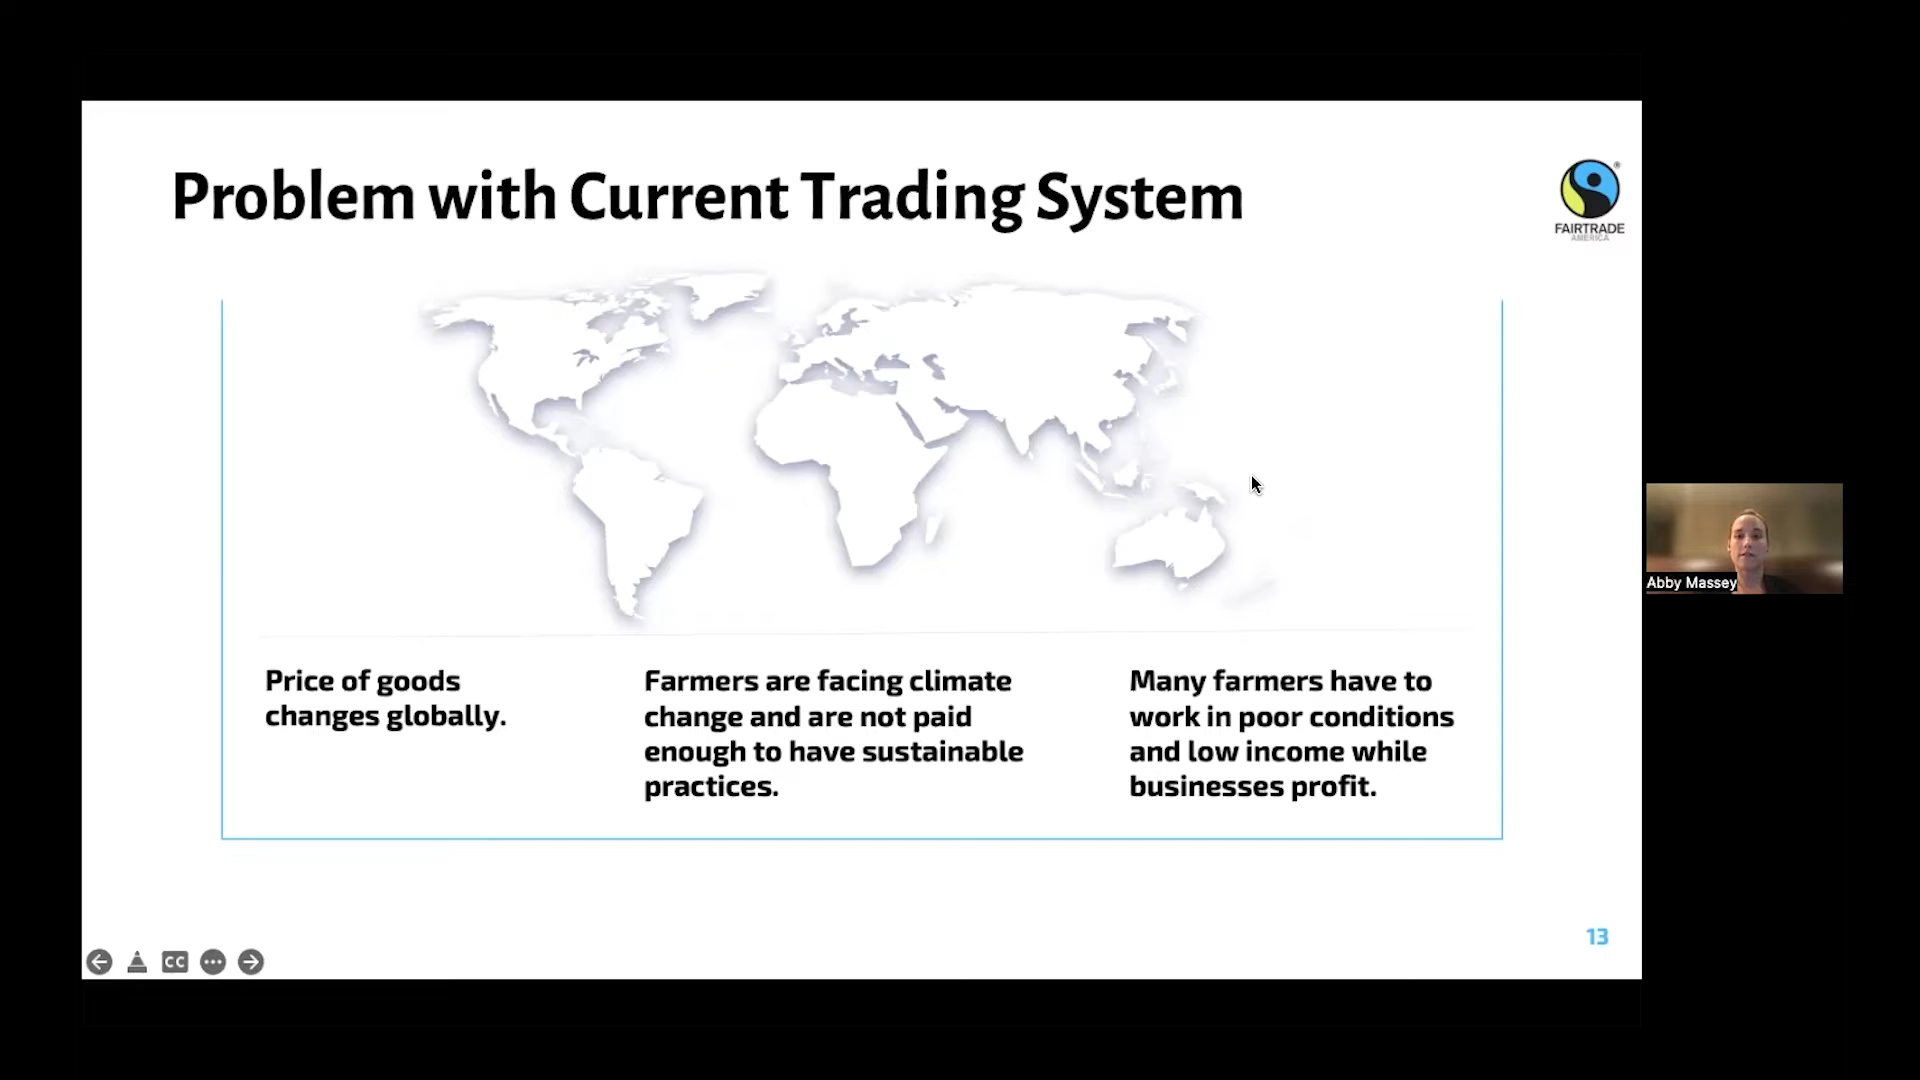 Problem with Current Trading System
®
FAIRTRADE
AMERICA
Price of goods
changes globally.
Farmers are facing climate
change and are not paid
enough to have sustainable
practices.
Many farmers have to
work in poor conditions
and low income while
businesses profit.
Abby Massey
13
CC